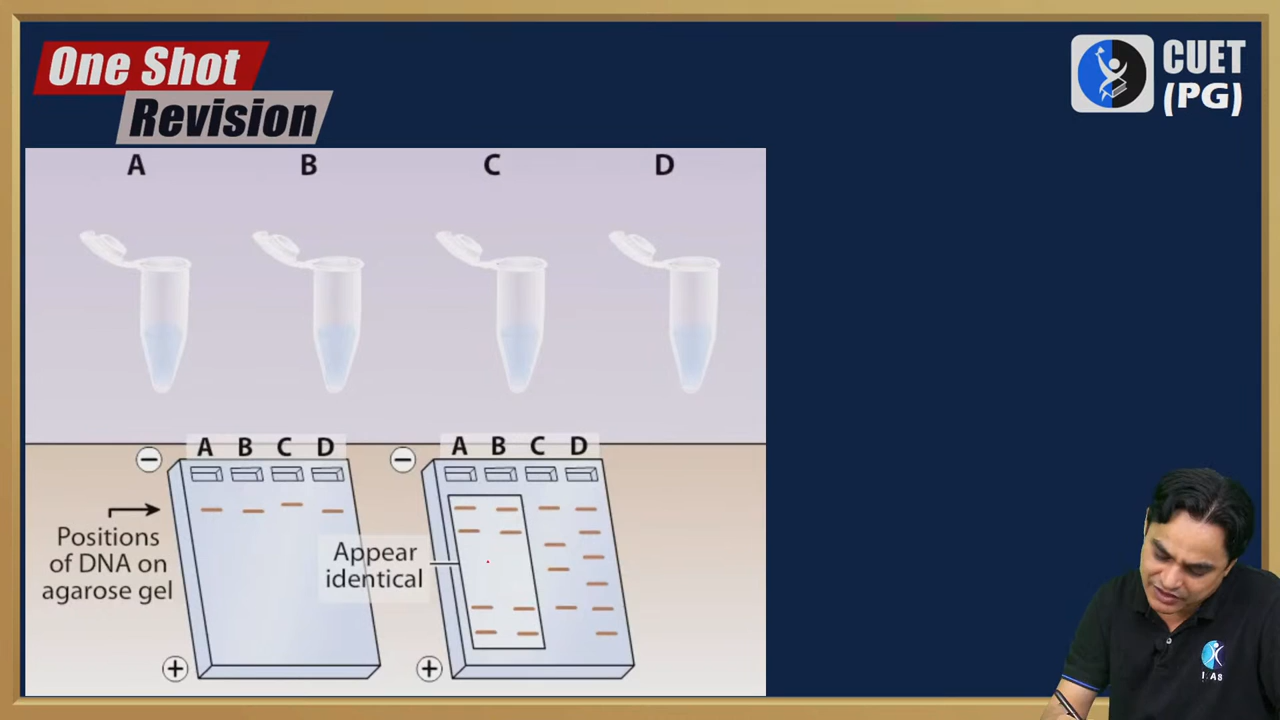 One Shot
Revision
CUET
(PG)
A B C D
A B C D
A B C D
−
−
Positions
of DNA on
agarose gel
Appear
identical
+
+